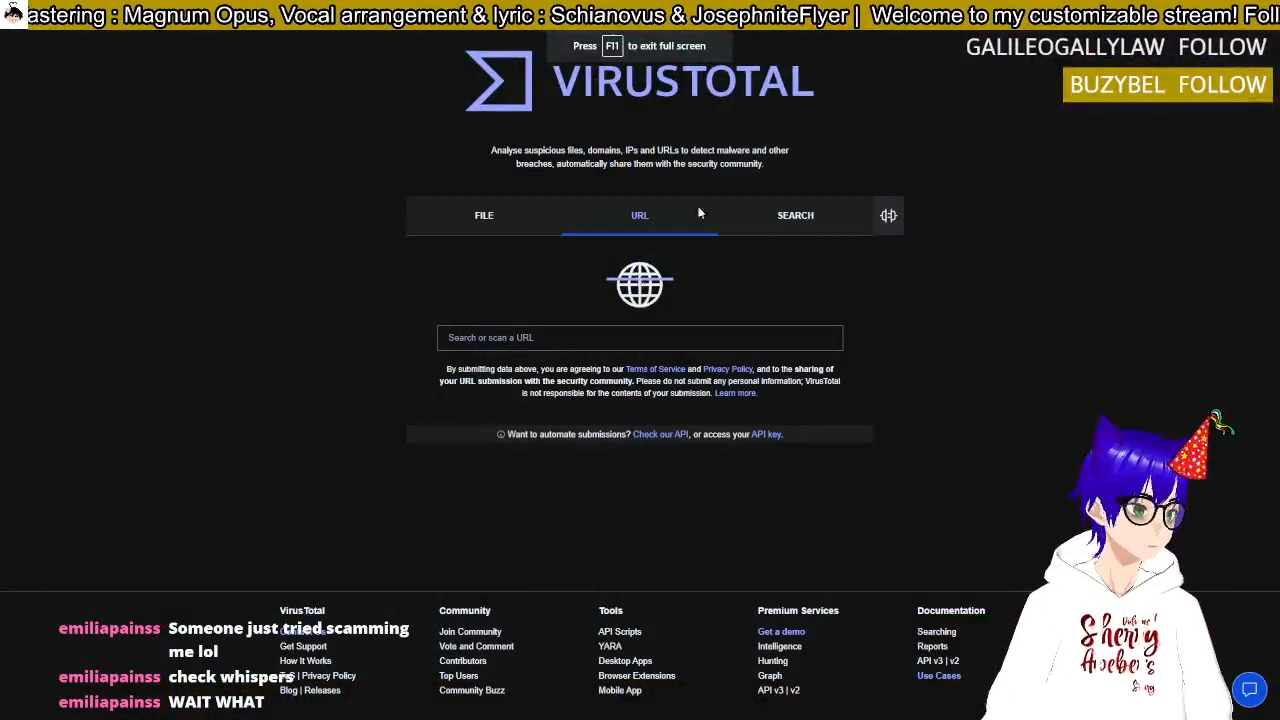 astering : Magnum Opus, Vocal arrangement & lyric : Schianovus & JosephniteFlyer | Welcome to my customizable stream! Foll
Press F11 to exit full screen
GALILEOGALLYLAW FOLLOW
BUZYBEL FOLLOW
VIRUSTOTAL
Analyse suspicious files, domains, IPs and URLs to detect malware and other
breaches, automatically share them with the security community.
FILE URL SEARCH
Search or scan a URL
By submitting data above, you are agreeing to our Terms of Service and Privacy Policy, and to the sharing of
your URL submission with the security community. Please do not submit any personal information; VirusTotal
is not responsible for the contents of your submission. Learn more.
Want to automate submissions? Check our API, or access your API key.
VirusTotal Community Tools Premium Services Documentation
Join Community API Scripts Get a demo Searching
Get Support Vote and Comment YARA Intelligence Reports
How It Works Contributors Desktop Apps Hunting API v3 | v2
| Privacy Policy Top Users Browser Extensions Graph Use Cases
Blog | Releases Community Buzz Mobile App API v3 | v2
emiliapainss Someone just tried scamming
me lol
emiliapainss check whispers
emiliapainss WAIT WHAT
Sherry